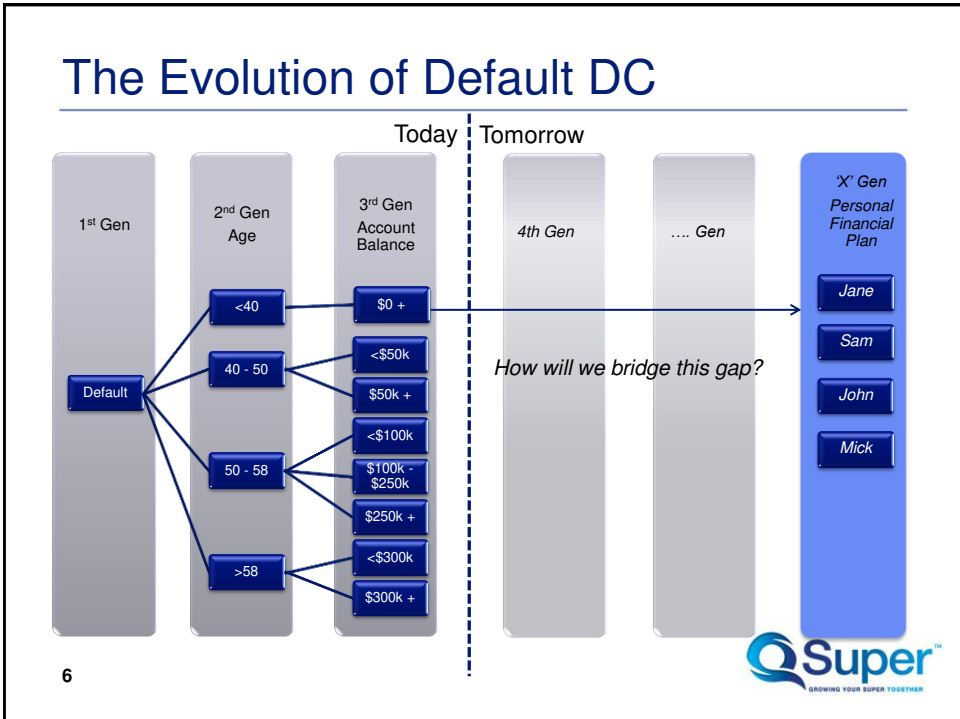 The Evolution of Default DC
Today
Tomorrow
1st Gen
Default
2nd Gen
Age
<40
40 - 50
50 - 58
>58
3rd Gen
Account
Balance
$0 +
<$50k
$50k +
<$100k
$100k -
$250k
$250k +
<$300k
$300k +
4th Gen
…. Gen
How will we bridge this gap?
‘X’ Gen
Personal
Financial
Plan
Jane
Sam
John
Mick
6
QSuper™
GROWING YOUR SUPER TOGETHER